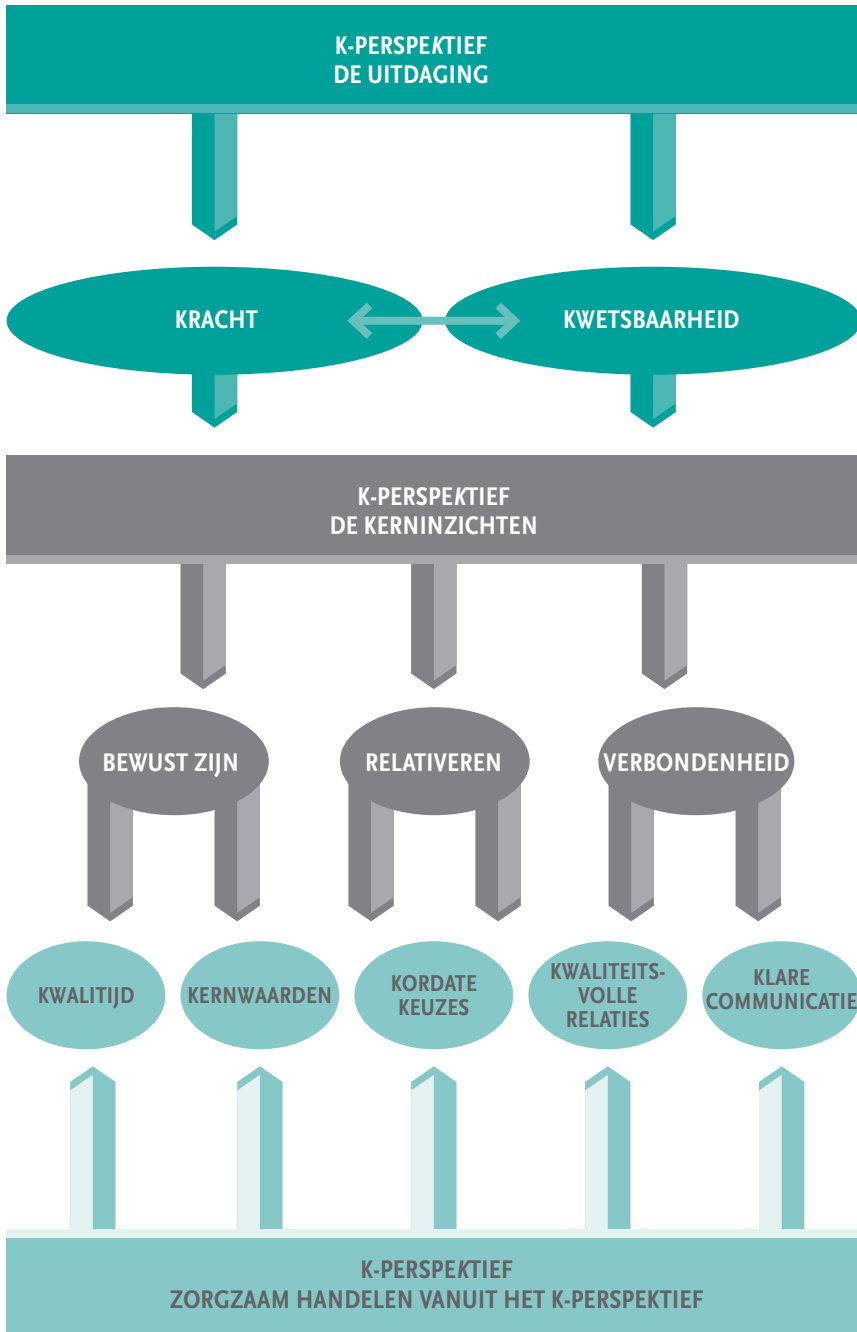 K-PERSPEKTIEF
DE UITDAGING
KRACHT
KWETSBAARHEID
K-PERSPEKTIEF
DE KERNINZICHTEN
BEWUST ZIJN
RELATIVEREN
VERBONDENHEID
KWALITIJD
KERNWAARDEN
KORDATE
KEUZES
KWALITEITS-
VOLLE
RELATIES
KLARE
COMMUNICATIE
K-PERSPEKTIEF
ZORGZAAM HANDELEN VANUIT HET K-PERSPEKTIEF